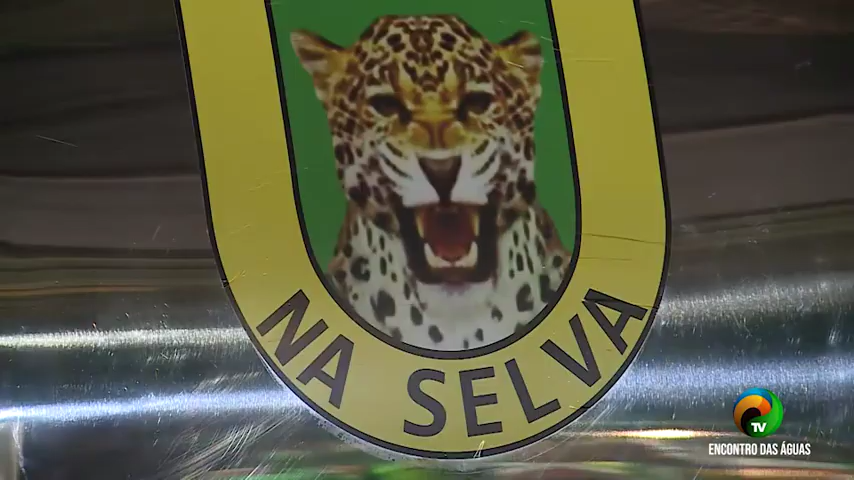 NA SELVA
TV
ENCONTRO DAS ÁGUAS